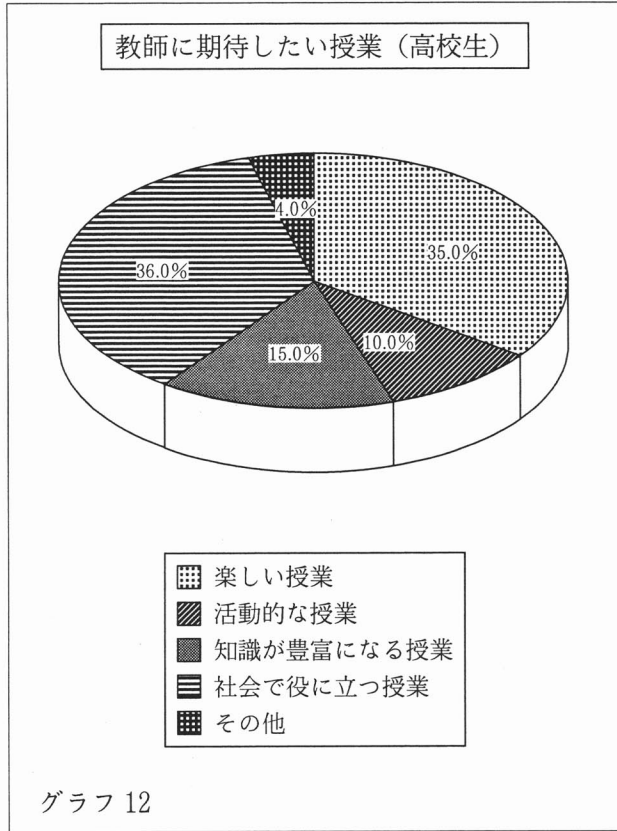 教師に期待したい授業（高校生）
4.0%
35.0%
36.0%
15.0%
10.0%
楽しい授業
活動的な授業
知識が豊富になる授業
社会で役に立つ授業
その他
グラフ12